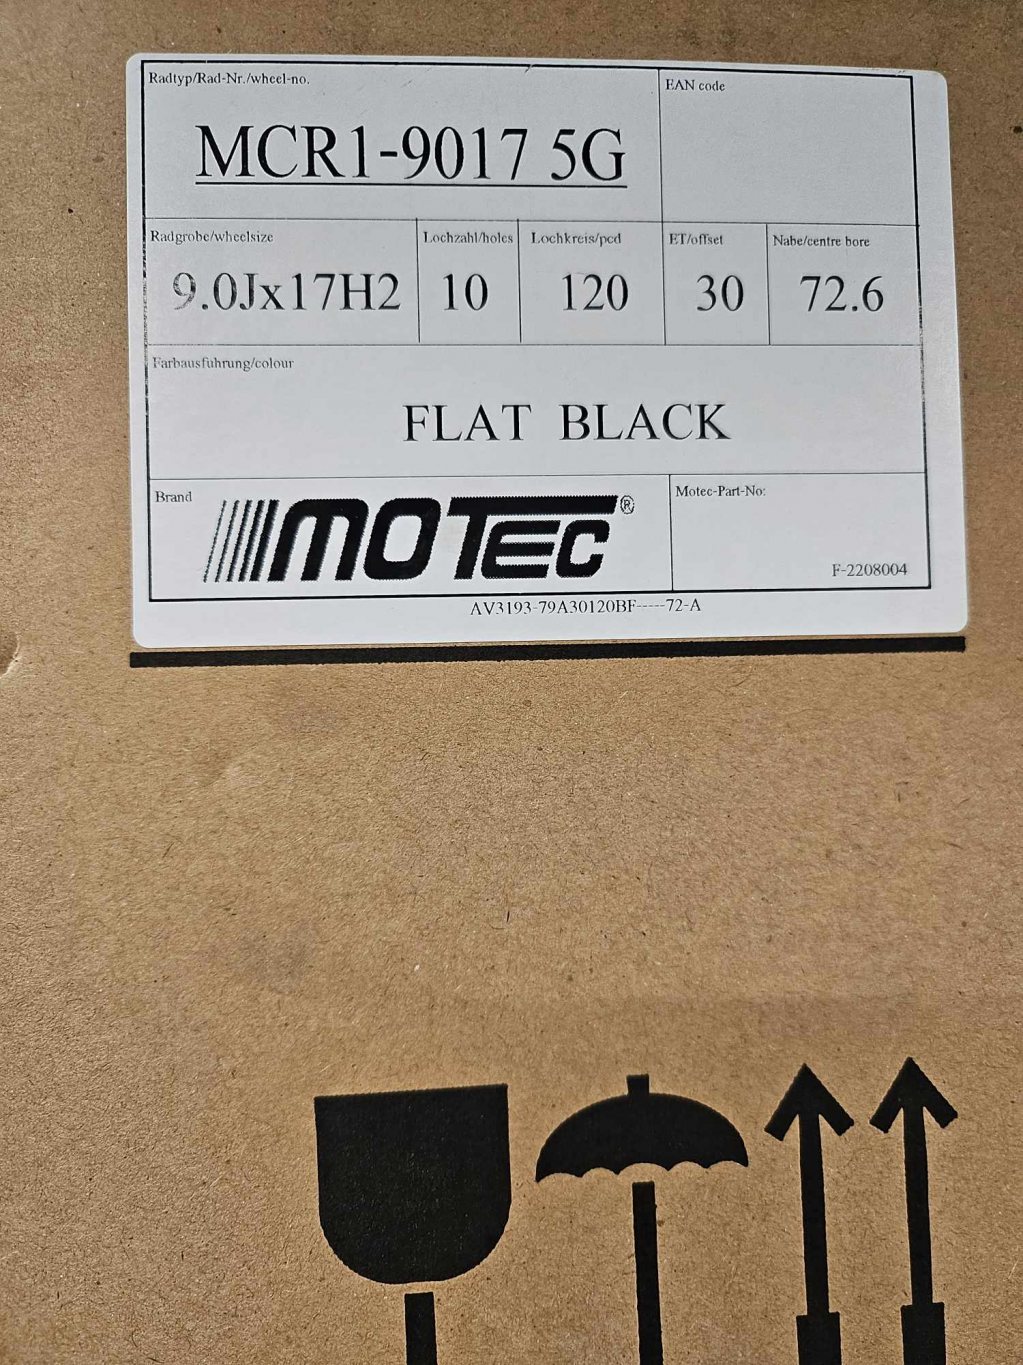 Radtyp/Rad-Nr./wheel-no.
EAN code
MCR1-9017 5G
Radgrobe/wheelsize
Lochzahl/holes
Lochkreis/pcd
ET/offset
Nabe/centre bore
9.0Jx17H2
10
120
30
72.6
Farbausfuhrung/colour
FLAT BLACK
Brand
MOTEC®
Motec-Part-No:
F-2208004
AV3193-79A30120BF-----72-A